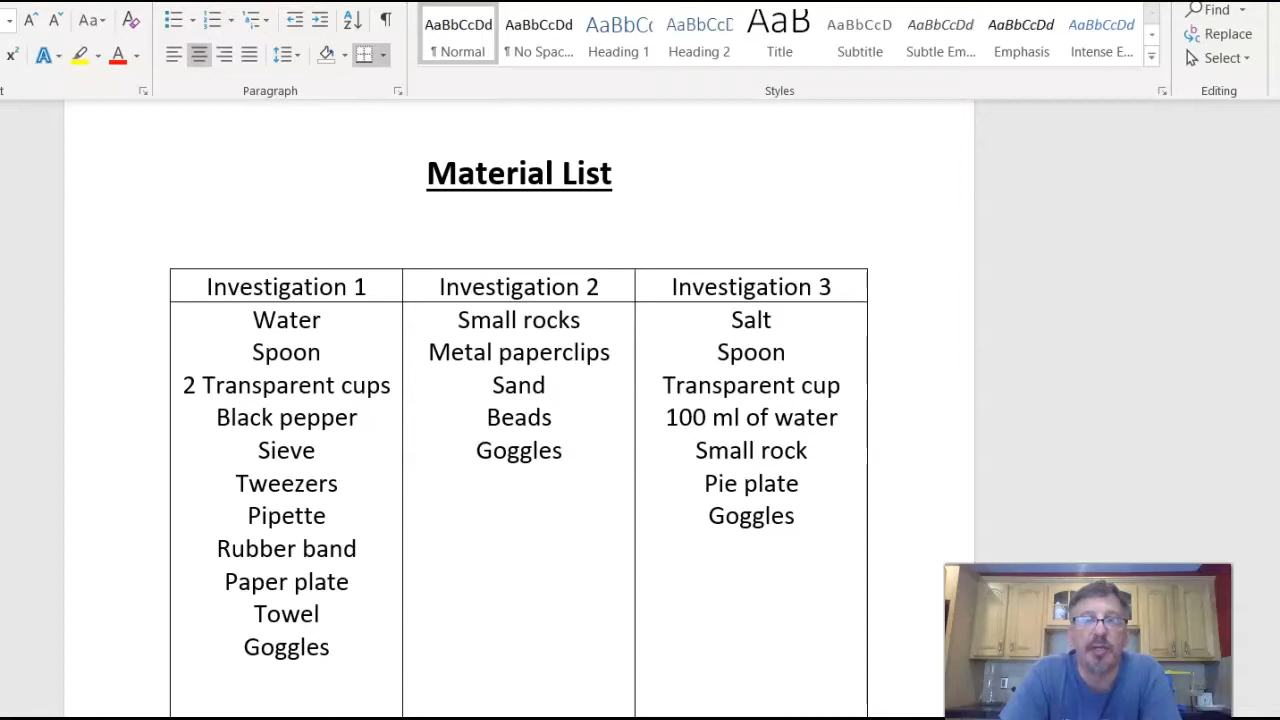 Aa
Find
AaBbCcDd
AaBbCcDd
AaBbC(
AaBbCcC
AaB
AaBbCcD
AaBbCcDd
AaBbCcDd
AaBbCcDd
Replace
¶ Normal
¶ No Spac...
Heading 1
Heading 2
Title
Subtitle
Subtle Em...
Emphasis
Intense E...
Select
Paragraph
Styles
Editing
Material List
Investigation 1
Investigation 2
Investigation 3
Water
Small rocks
Salt
Spoon
Metal paperclips
Spoon
2 Transparent cups
Sand
Transparent cup
Black pepper
Beads
100 ml of water
Sieve
Goggles
Small rock
Tweezers
Pie plate
Pipette
Goggles
Rubber band
Paper plate
Towel
Goggles